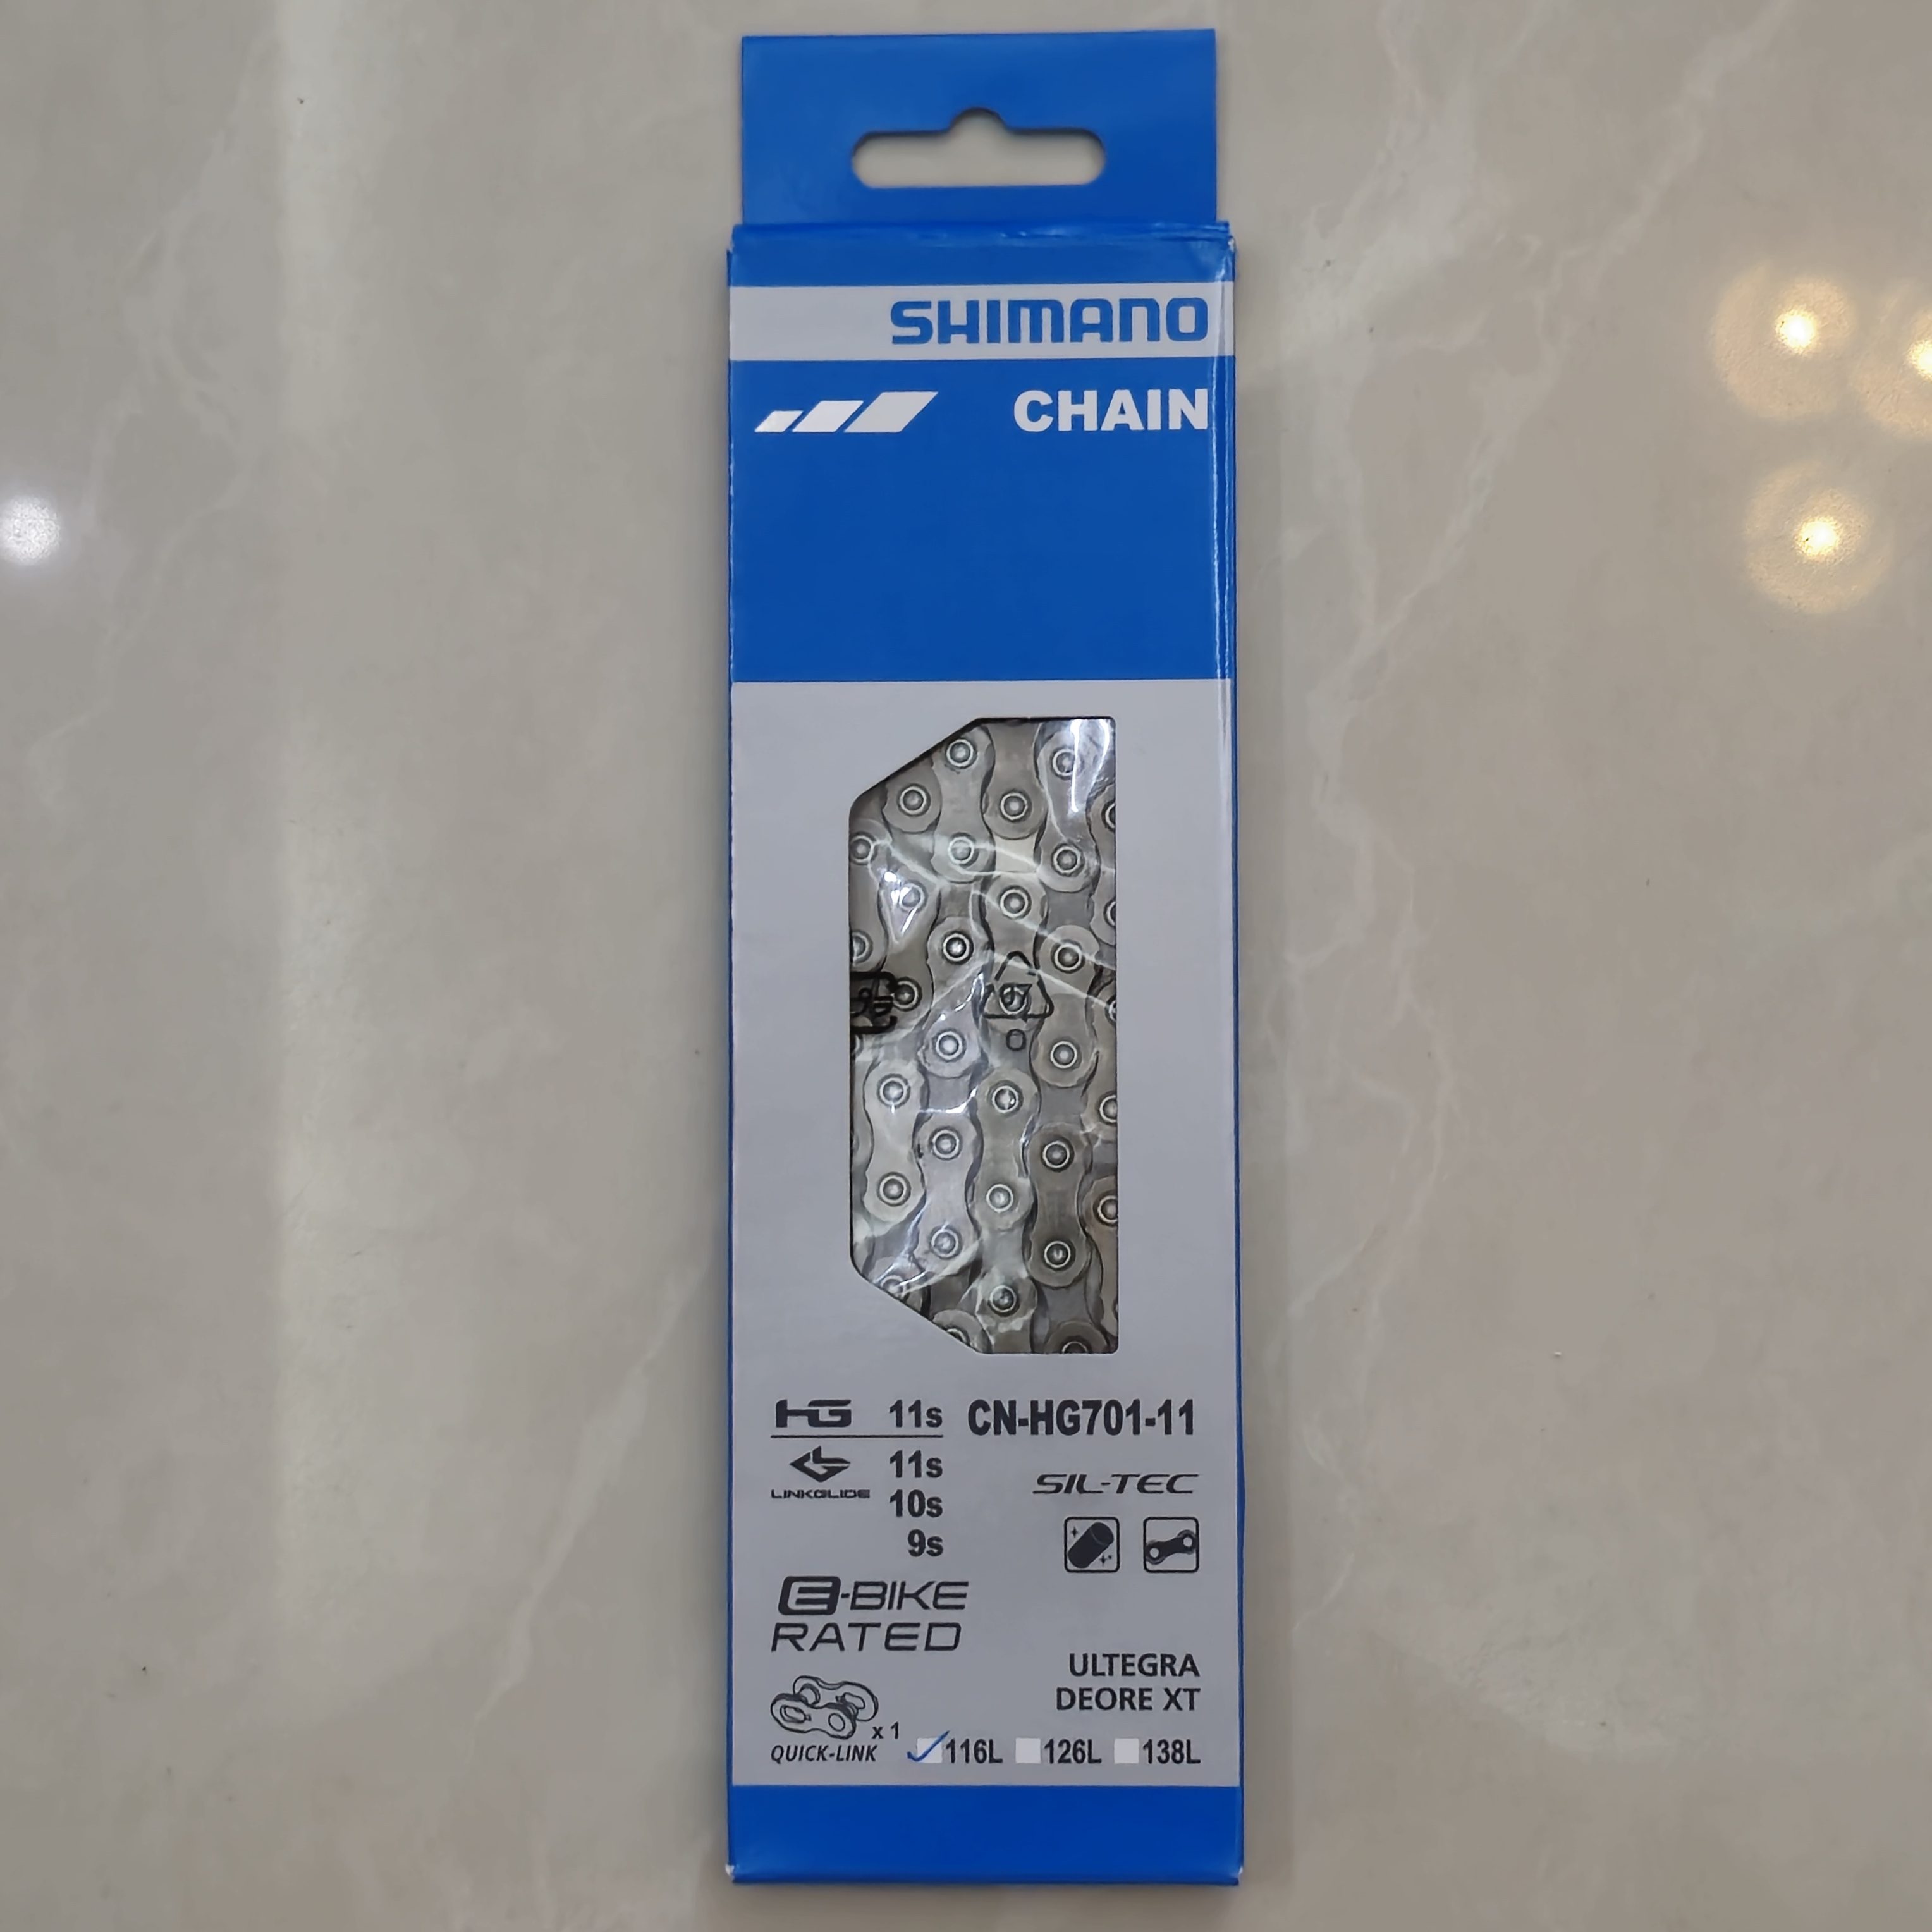 SHIMANO
CHAIN
HG 11s CN-HG701-11
LINKGLIDE 11s
10s
9s
SIL-TEC
E-BIKE
RATED
ULTEGRA
DEORE XT
x 1
QUICK-LINK
116L 126L 138L